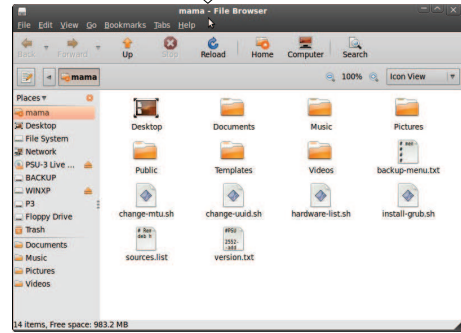 mama - File Browser
File Edit View Go Bookmarks Tabs Help
Back Forward Up Stop Reload Home Computer Search
mama 100% Icon View
Places
mama
Desktop
File System
Network
PSU-3 Live ...
BACKUP
WINXP
P3
Floppy Drive
Trash
Documents
Music
Pictures
Videos
Desktop Documents Music Pictures
Public Templates Videos backup-menu.txt
change-mtu.sh change-uuid.sh hardware-list.sh install-grub.sh
sources.list version.txt
14 items, Free space: 983.2 MB